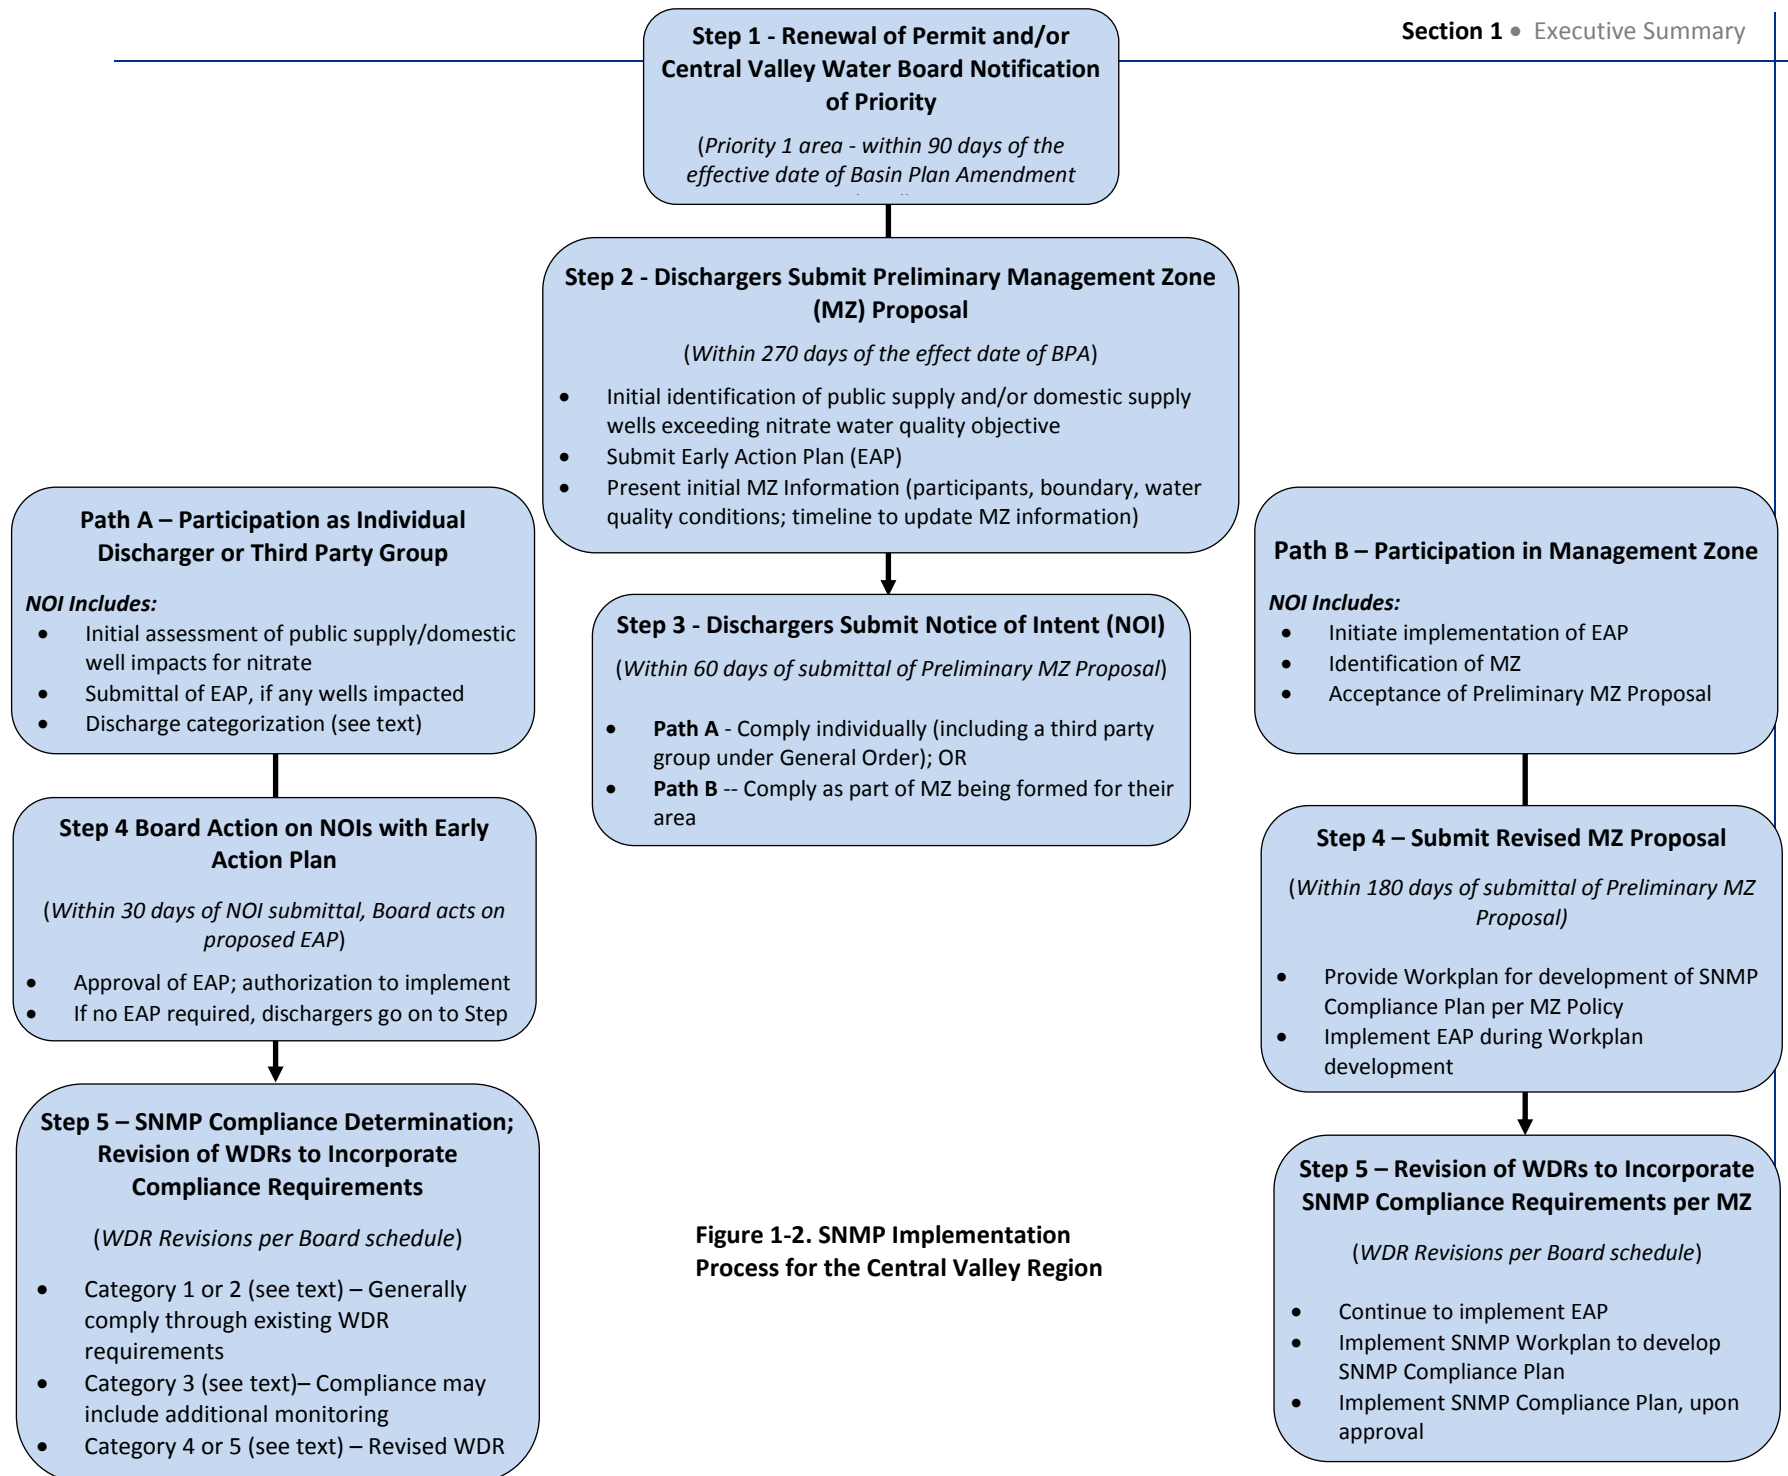 Section 1 • Executive Summary
Step 1 - Renewal of Permit and/or
Central Valley Water Board Notification
of Priority
(Priority 1 area - within 90 days of the
effective date of Basin Plan Amendment
Step 2 - Dischargers Submit Preliminary Management Zone
(MZ) Proposal
(Within 270 days of the effect date of BPA)
• Initial identification of public supply and/or domestic supply
wells exceeding nitrate water quality objective
• Submit Early Action Plan (EAP)
• Present initial MZ Information (participants, boundary, water
quality conditions; timeline to update MZ information)
Step 3 - Dischargers Submit Notice of Intent (NOI)
(Within 60 days of submittal of Preliminary MZ Proposal)
• Path A - Comply individually (including a third party
group under General Order); OR
• Path B -- Comply as part of MZ being formed for their
area
Path A – Participation as Individual
Discharger or Third Party Group
NOI Includes:
• Initial assessment of public supply/domestic
well impacts for nitrate
• Submittal of EAP, if any wells impacted
• Discharge categorization (see text)
Step 4 Board Action on NOIs with Early
Action Plan
(Within 30 days of NOI submittal, Board acts on
proposed EAP)
• Approval of EAP; authorization to implement
• If no EAP required, dischargers go on to Step
Step 5 – SNMP Compliance Determination;
Revision of WDRs to Incorporate
Compliance Requirements
(WDR Revisions per Board schedule)
• Category 1 or 2 (see text) – Generally
comply through existing WDR
requirements
• Category 3 (see text)– Compliance may
include additional monitoring
• Category 4 or 5 (see text) – Revised WDR
Path B – Participation in Management Zone
NOI Includes:
• Initiate implementation of EAP
• Identification of MZ
• Acceptance of Preliminary MZ Proposal
Step 4 – Submit Revised MZ Proposal
(Within 180 days of submittal of Preliminary MZ
Proposal)
• Provide Workplan for development of SNMP
Compliance Plan per MZ Policy
• Implement EAP during Workplan
development
Step 5 – Revision of WDRs to Incorporate
SNMP Compliance Requirements per MZ
(WDR Revisions per Board schedule)
• Continue to implement EAP
• Implement SNMP Workplan to develop
SNMP Compliance Plan
• Implement SNMP Compliance Plan, upon
approval
Figure 1-2. SNMP Implementation
Process for the Central Valley Region